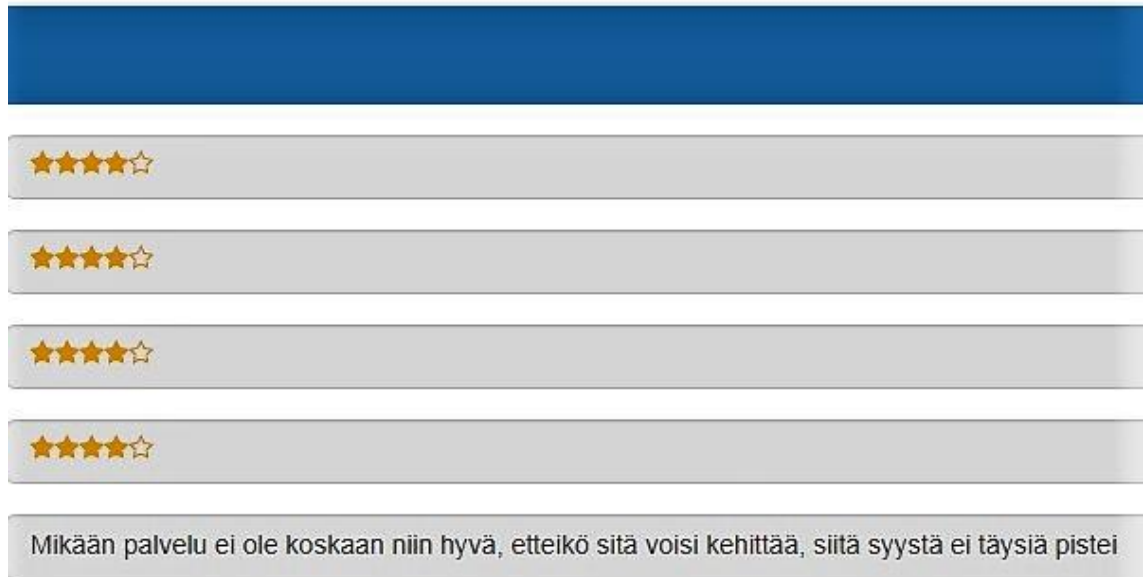 Mikään palvelu ei ole koskaan niin hyvä, etteikö sitä voisi kehittää, siitä syystä ei täysiä pistei